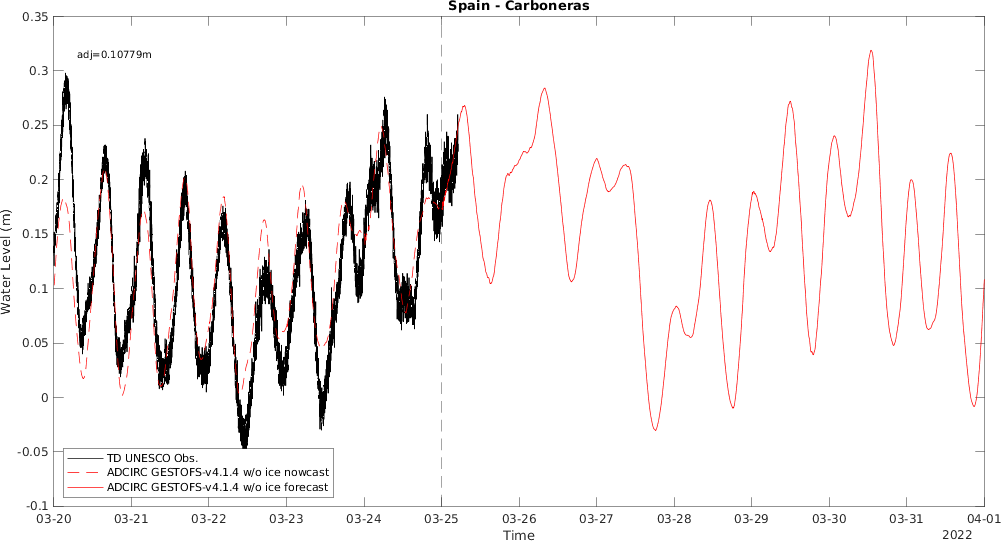 Spain - Carboneras
adj=0.10779m
0.35
0.3
0.25
0.2
0.15
0.1
0.05
0
-0.05
-0.1
Water Level (m)
TD UNESCO Obs.
ADCIRC GESTOFS-v4.1.4 w/o ice nowcast
ADCIRC GESTOFS-v4.1.4 w/o ice forecast
03-20 03-21 03-22 03-23 03-24 03-25 03-26 03-27 03-28 03-29 03-30 03-31 04-01
Time
2022